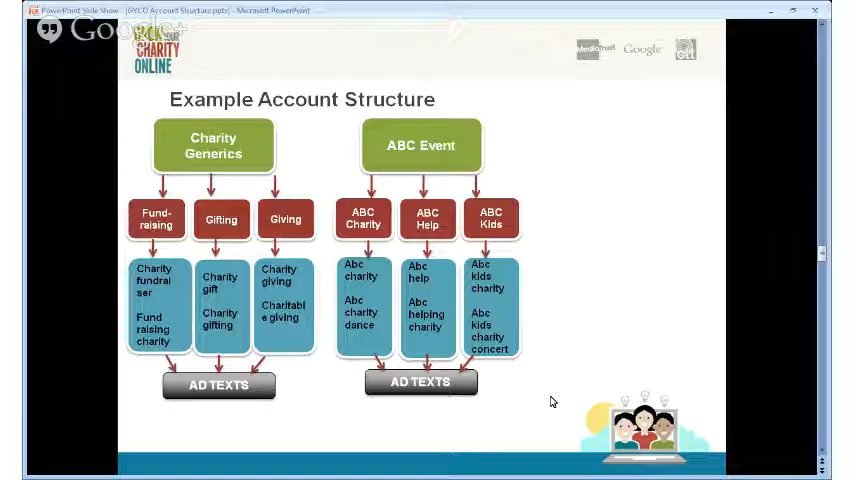 PowerPoint Slide Show - [GYCO Account Structure.pptx] - Microsoft PowerPoint
Google+
YOUR
CHARITY
ONLINE
MediaTrust
Google
Example Account Structure
Charity
Generics
ABC Event
Fund-
raising
Gifting
Giving
ABC
Charity
ABC
Help
ABC
Kids
Charity
fundrai
ser
Fund
raising
charity
Charity
gift
Charity
gifting
Charity
giving
Charitabl
e giving
Abc
charity
Abc
charity
dance
Abc
help
Abc
helping
charity
Abc
kids
charity
Abc
kids
charity
concert
AD TEXTS
AD TEXTS